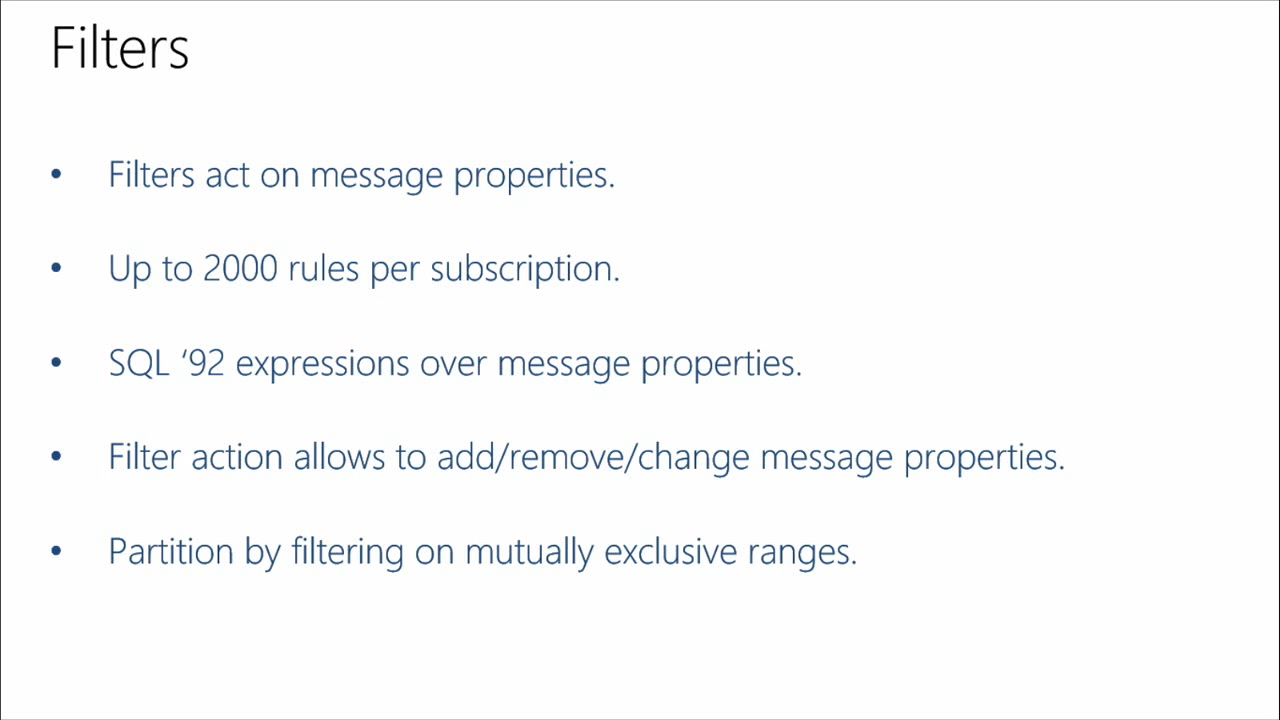 Filters
• Filters act on message properties.
• Up to 2000 rules per subscription.
• SQL ‘92 expressions over message properties.
• Filter action allows to add/remove/change message properties.
• Partition by filtering on mutually exclusive ranges.